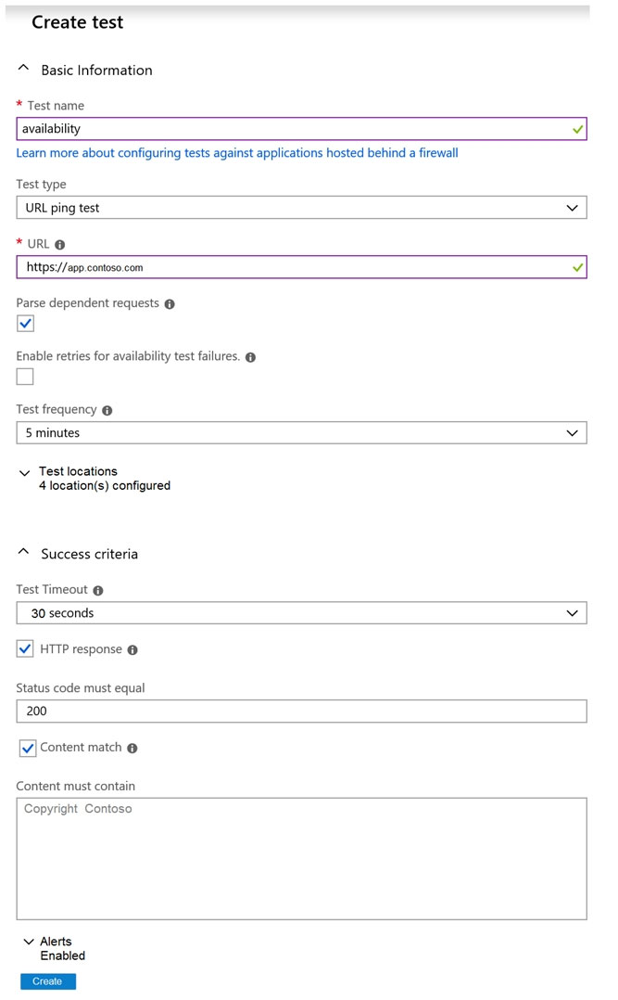 Create test
Basic Information
* Test name
availability
Learn more about configuring tests against applications hosted behind a firewall
Test type
URL ping test
* URL
https://app.contoso.com
Parse dependent requests
Enable retries for availability test failures.
Test frequency
5 minutes
Test locations
4 location(s) configured
Success criteria
Test Timeout
30 seconds
HTTP response
Status code must equal
200
Content match
Content must contain
Copyright Contoso
Alerts
Enabled
Create